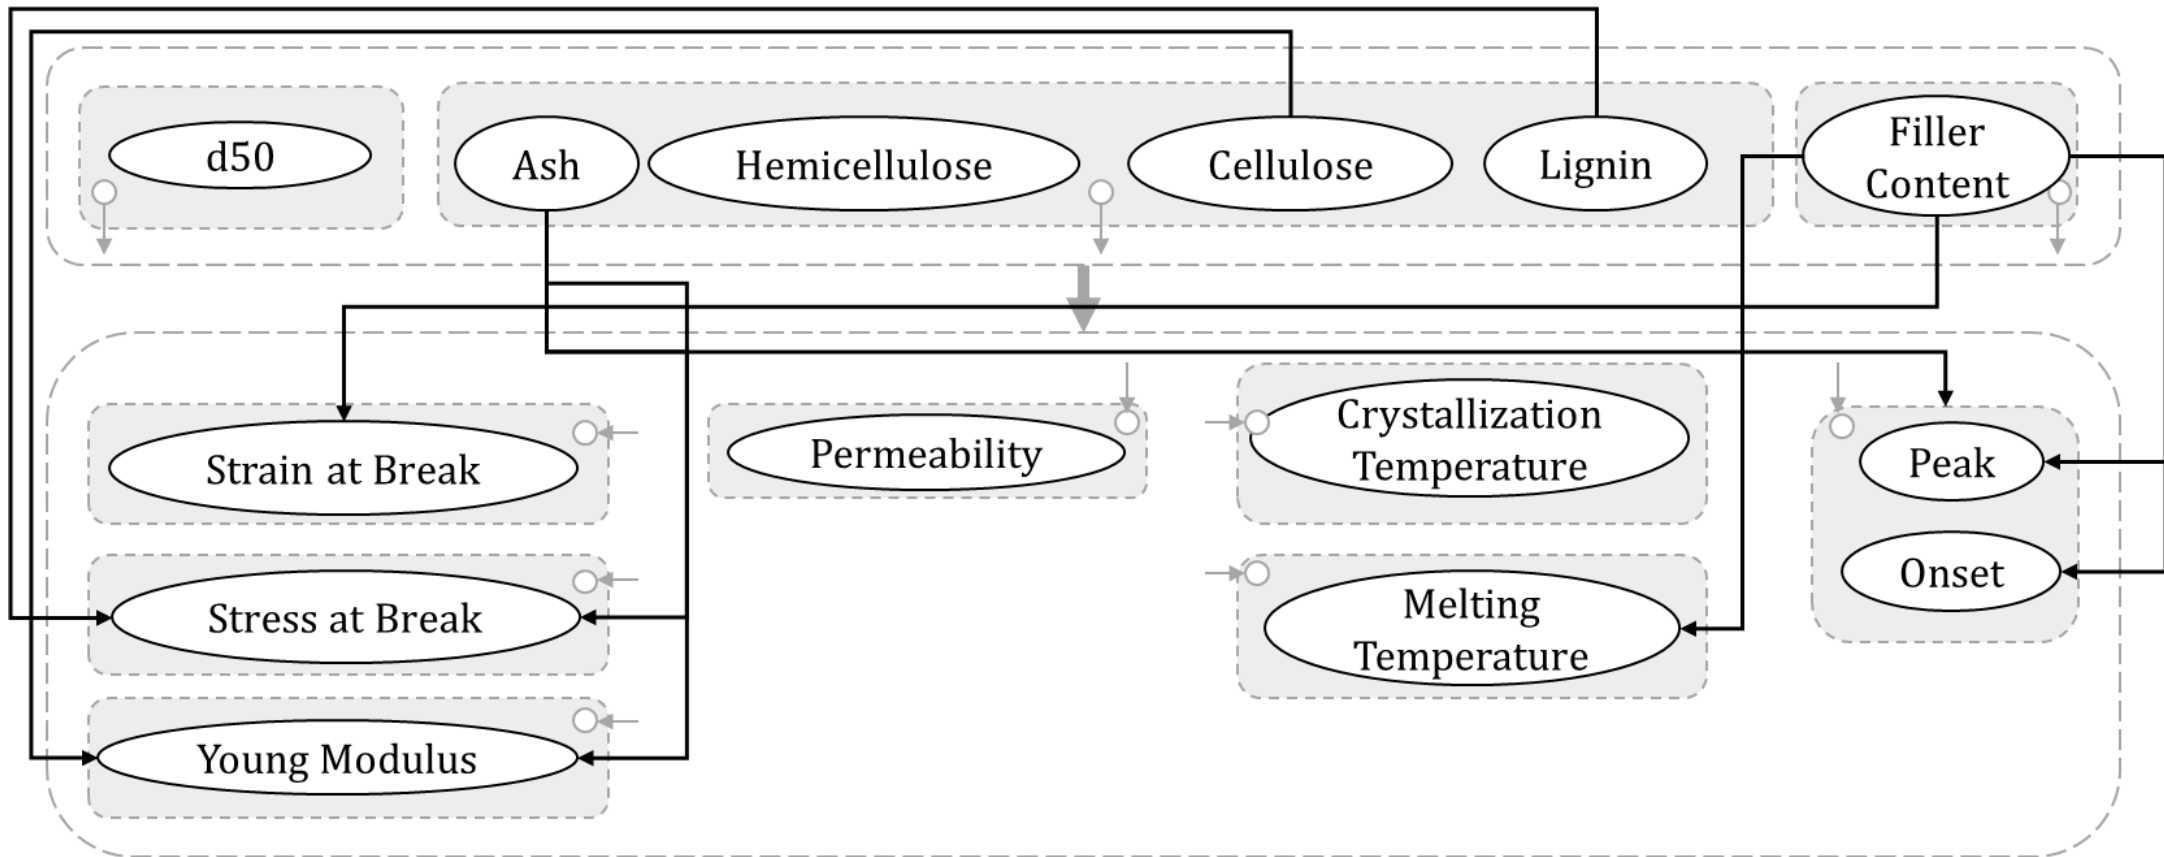 d50
Ash
Hemicellulose
Cellulose
Lignin
Filler
Content
Strain at Break
Permeability
Crystallization
Temperature
Peak
Onset
Stress at Break
Melting
Temperature
Young Modulus